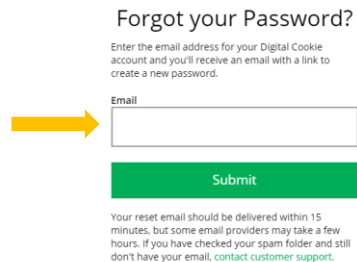 Forgot your Password?
Enter the email address for your Digital Cookie
account and you'll receive an email with a link to
create a new password.
Email
Submit
Your reset email should be delivered within 15
minutes, but some email providers may take a few
hours. If you have checked your spam folder and still
don't have your email, contact customer support.